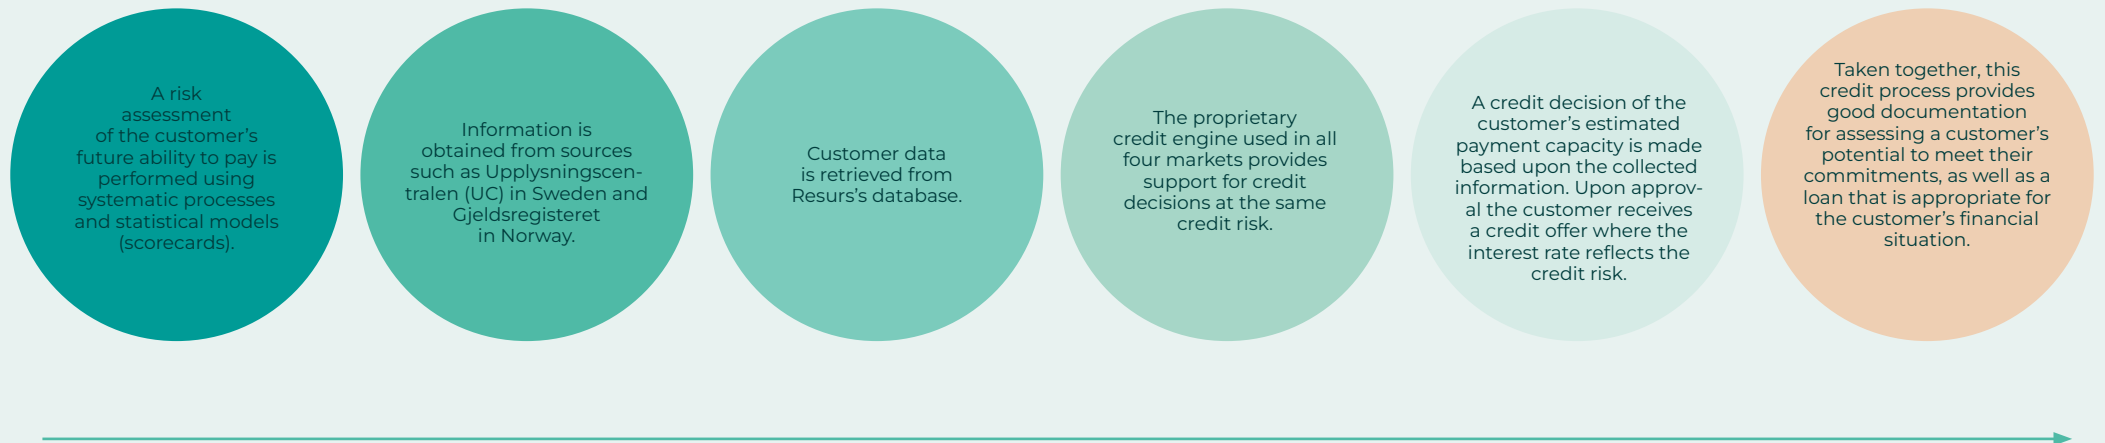 A risk
assessment
of the customer’s
future ability to pay is
performed using
systematic processes
and statistical models
(scorecards).
Information is
obtained from sources
such as Upplysningscen-
tralen (UC) in Sweden and
Gjeldsregisteret
in Norway.
Customer data
is retrieved from
Resurs’s database.
The proprietary
credit engine used in all
four markets provides
support for credit
decisions at the same
credit risk.
A credit decision of the
customer’s estimated
payment capacity is made
based upon the collected
information. Upon approv-
al the customer receives
a credit offer where the
interest rate reflects the
credit risk.
Taken together, this
credit process provides
good documentation
for assessing a customer’s
potential to meet their
commitments, as well as a
loan that is appropriate for
the customer’s financial
situation.